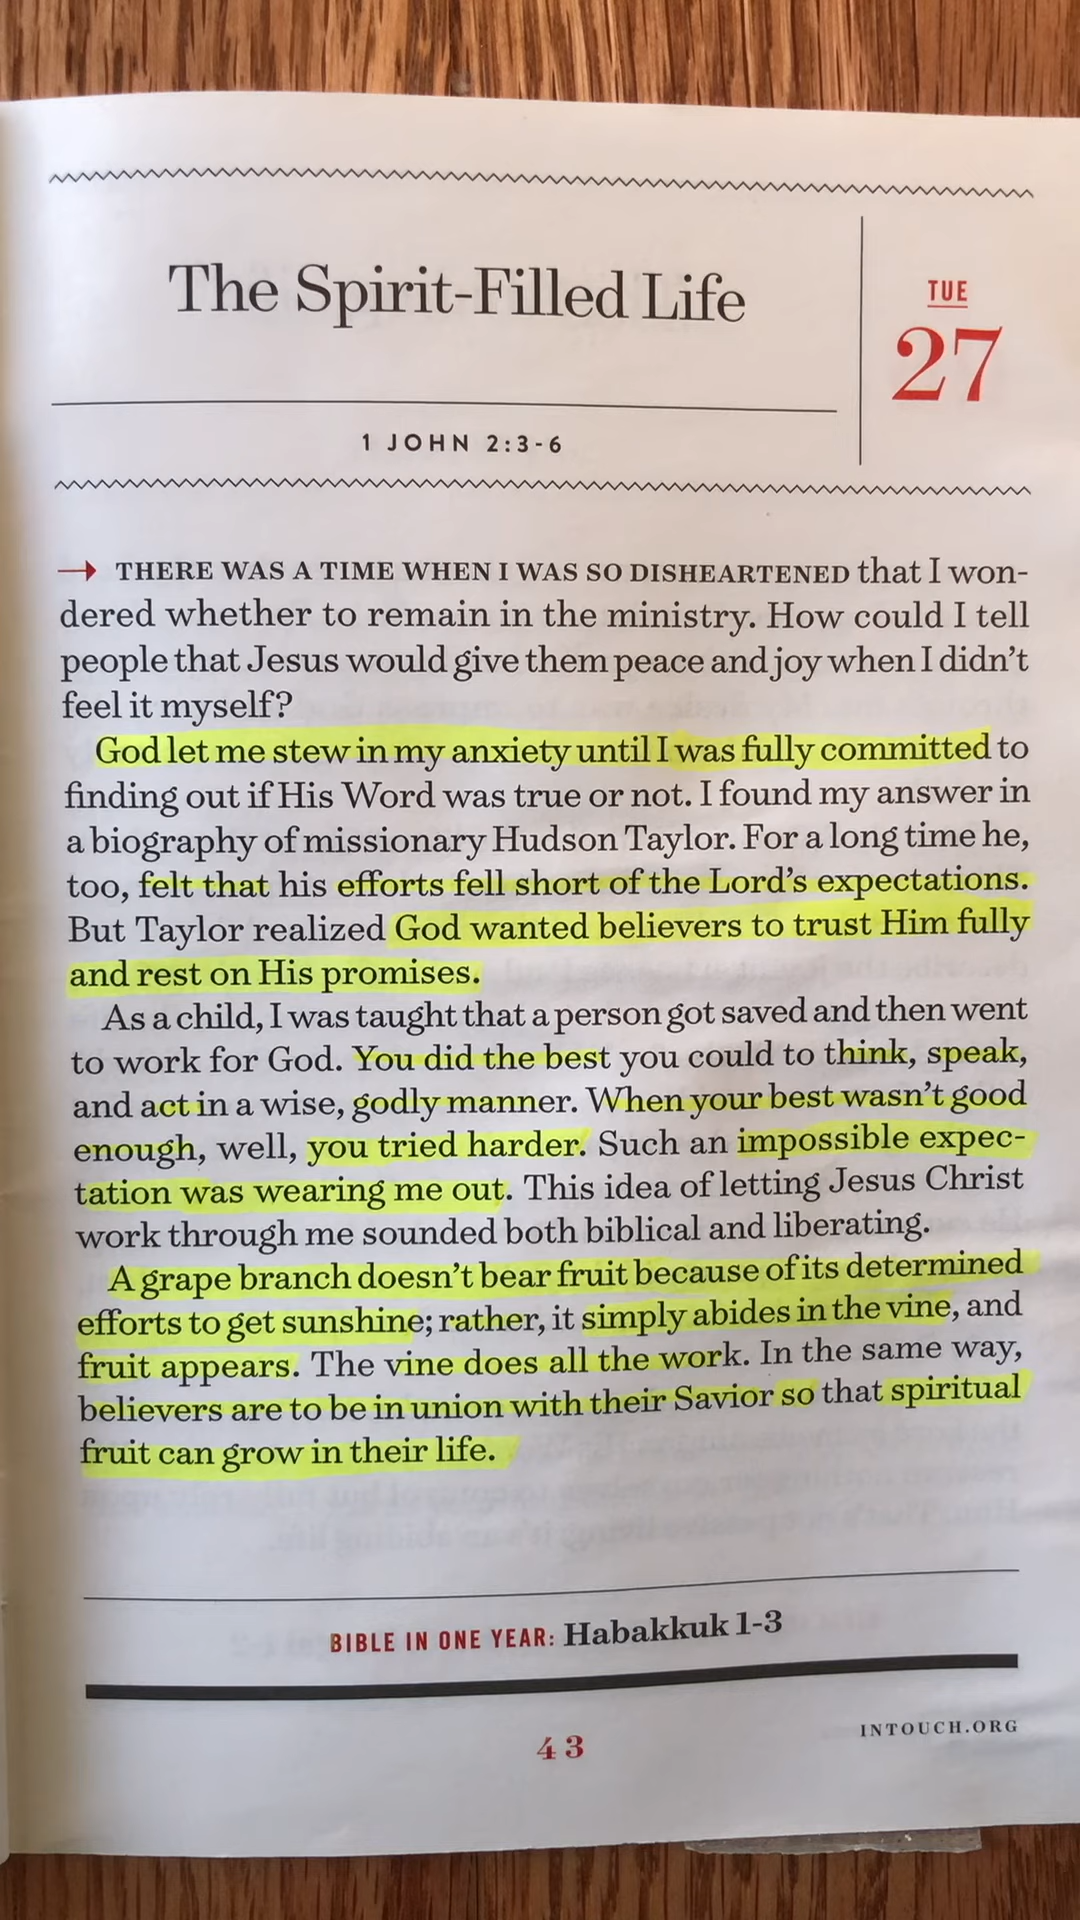 The Spirit-Filled Life
TUE
27
1 JOHN 2:3-6
→ THERE WAS A TIME WHEN I WAS SO DISHEARTENED that I won-
dered whether to remain in the ministry. How could I tell
people that Jesus would give them peace and joy when I didn't
feel it myself?
God let me stew in my anxiety until I was fully committed to
finding out if His Word was true or not. I found my answer in
a biography of missionary Hudson Taylor. For a long time he,
too, felt that his efforts fell short of the Lord's expectations.
But Taylor realized God wanted believers to trust Him fully
and rest on His promises.
As a child, I was taught that a person got saved and then went
to work for God. You did the best you could to think, speak,
and act in a wise, godly manner. When your best wasn't good
enough, well, you tried harder. Such an impossible expec-
tation was wearing me out. This idea of letting Jesus Christ
work through me sounded both biblical and liberating.
A grape branch doesn't bear fruit because of its determined
efforts to get sunshine; rather, it simply abides in the vine, and
fruit appears. The vine does all the work. In the same way,
believers are to be in union with their Savior so that spiritual
fruit can grow in their life.
BIBLE IN ONE YEAR: Habakkuk 1-3
43
INTOUCH.ORG